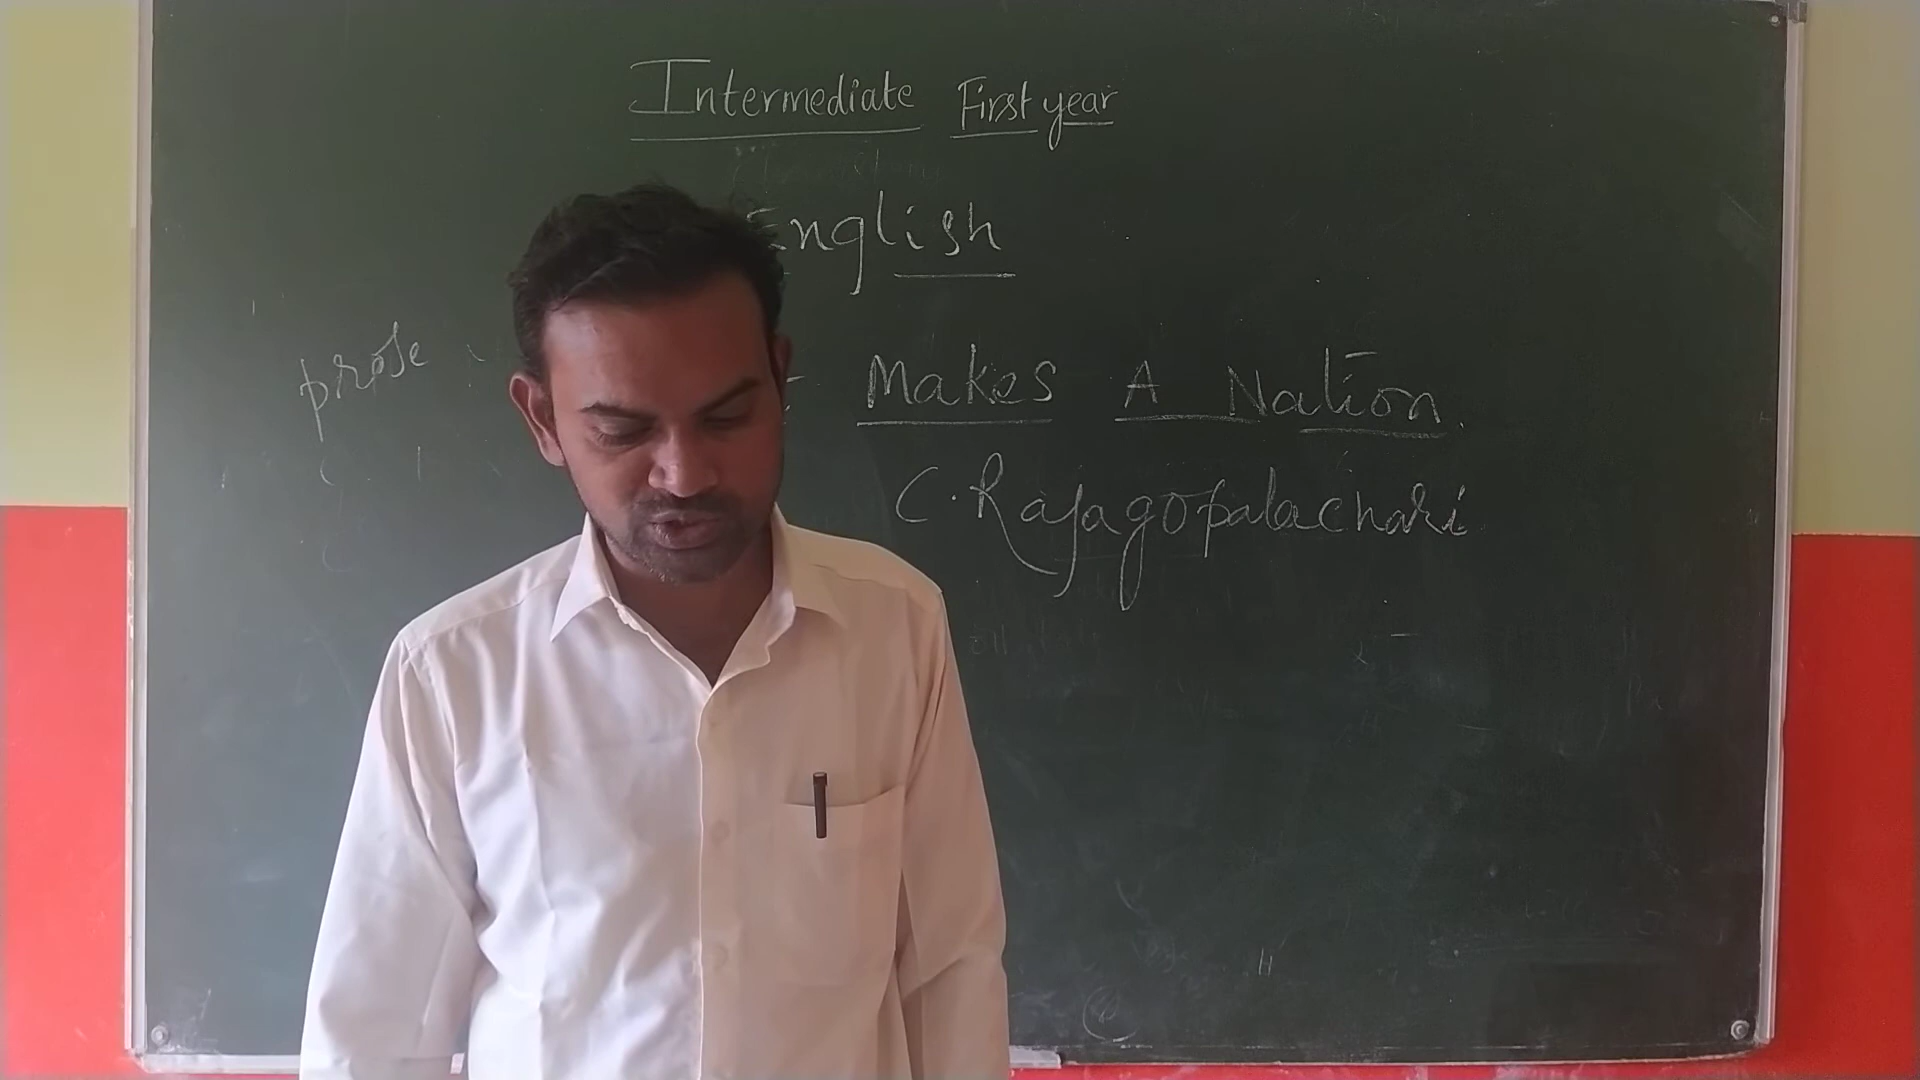 Intermediate First year
English
prose Makes A Nation.
C. Rajagopalachari